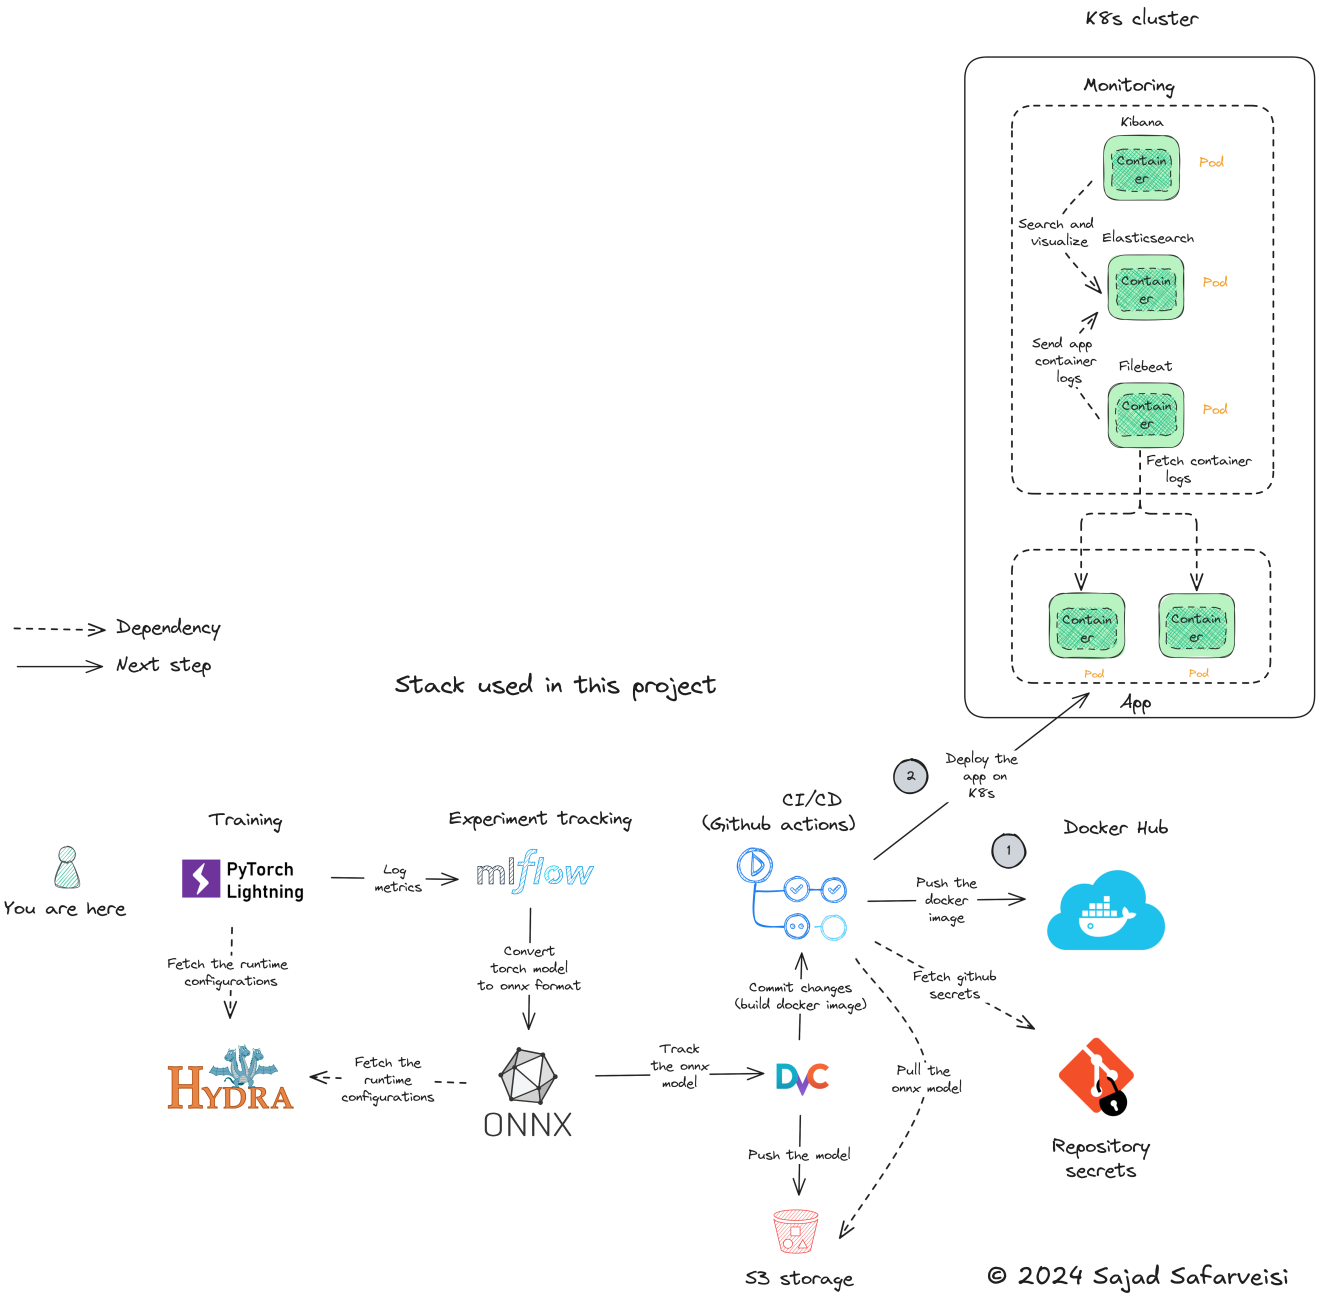 K8s cluster
Monitoring
Kibana
Contain
er
Pod
Search and
visualize
Elasticsearch
Contain
er
Pod
Send app
container
logs
Filebeat
Contain
er
Pod
Fetch container
logs
Contain
er
Pod
Contain
er
Pod
App
Dependency
Next step
Stack used in this project
You are here
Training
PyTorch
Lightning
Log
metrics
Experiment tracking
mlflow
Fetch the runtime
configurations
HYDRA
Convert
torch model
to onnx format
Fetch the
runtime
configurations
ONNX
Track
the onnx
model
CI/CD
(Github actions)
Commit changes
(build docker image)
DVC
Push the model
S3 storage
2
Deploy the
app on
K8s
1
Docker Hub
Push the
docker
image
Fetch github
secrets
Pull the
onnx model
Repository
secrets
© 2024 Sajad Safarveisi